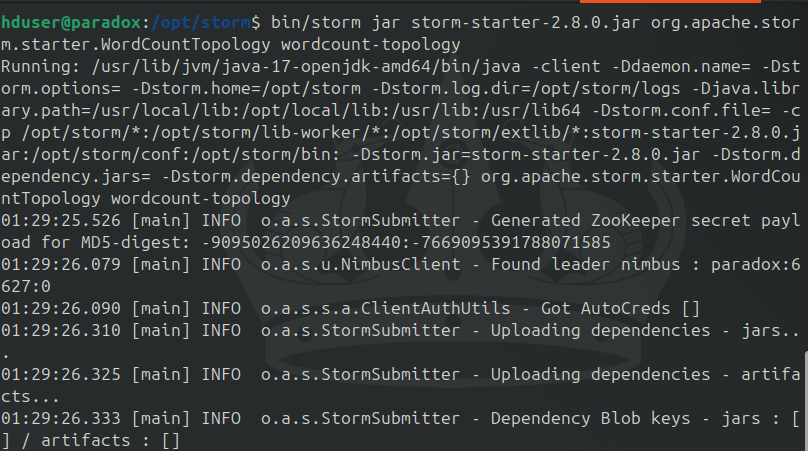 hduser@paradox:/opt/storm$ bin/storm jar storm-starter-2.8.0.jar org.apache.stor
m.starter.WordCountTopology wordcount-topology
Running: /usr/lib/jvm/java-17-openjdk-amd64/bin/java -client -Ddaemon.name= -Dst
orm.options= -Dstorm.home=/opt/storm -Dstorm.log.dir=/opt/storm/logs -Djava.libr
ary.path=/usr/local/lib:/opt/local/lib:/usr/lib:/usr/lib64 -Dstorm.conf.file= -c
p /opt/storm/*:/opt/storm/lib-worker/*:/opt/storm/extlib/*:storm-starter-2.8.0.j
ar:/opt/storm/conf:/opt/storm/bin: -Dstorm.jar=storm-starter-2.8.0.jar -Dstorm.d
ependency.jars= -Dstorm.dependency.artifacts={} org.apache.storm.starter.WordCou
ntTopology wordcount-topology
01:29:25.526 [main] INFO  o.a.s.StormSubmitter - Generated ZooKeeper secret payl
oad for MD5-digest: -9095026209636248440:-7669095391788071585
01:29:26.079 [main] INFO  o.a.s.u.NimbusClient - Found leader nimbus : paradox:6
627:0
01:29:26.090 [main] INFO  o.a.s.s.a.ClientAuthUtils - Got AutoCreds []
01:29:26.310 [main] INFO  o.a.s.StormSubmitter - Uploading dependencies - jars..
.
01:29:26.325 [main] INFO  o.a.s.StormSubmitter - Uploading dependencies - artifa
cts...
01:29:26.333 [main] INFO  o.a.s.StormSubmitter - Dependency Blob keys - jars : [
] / artifacts : []